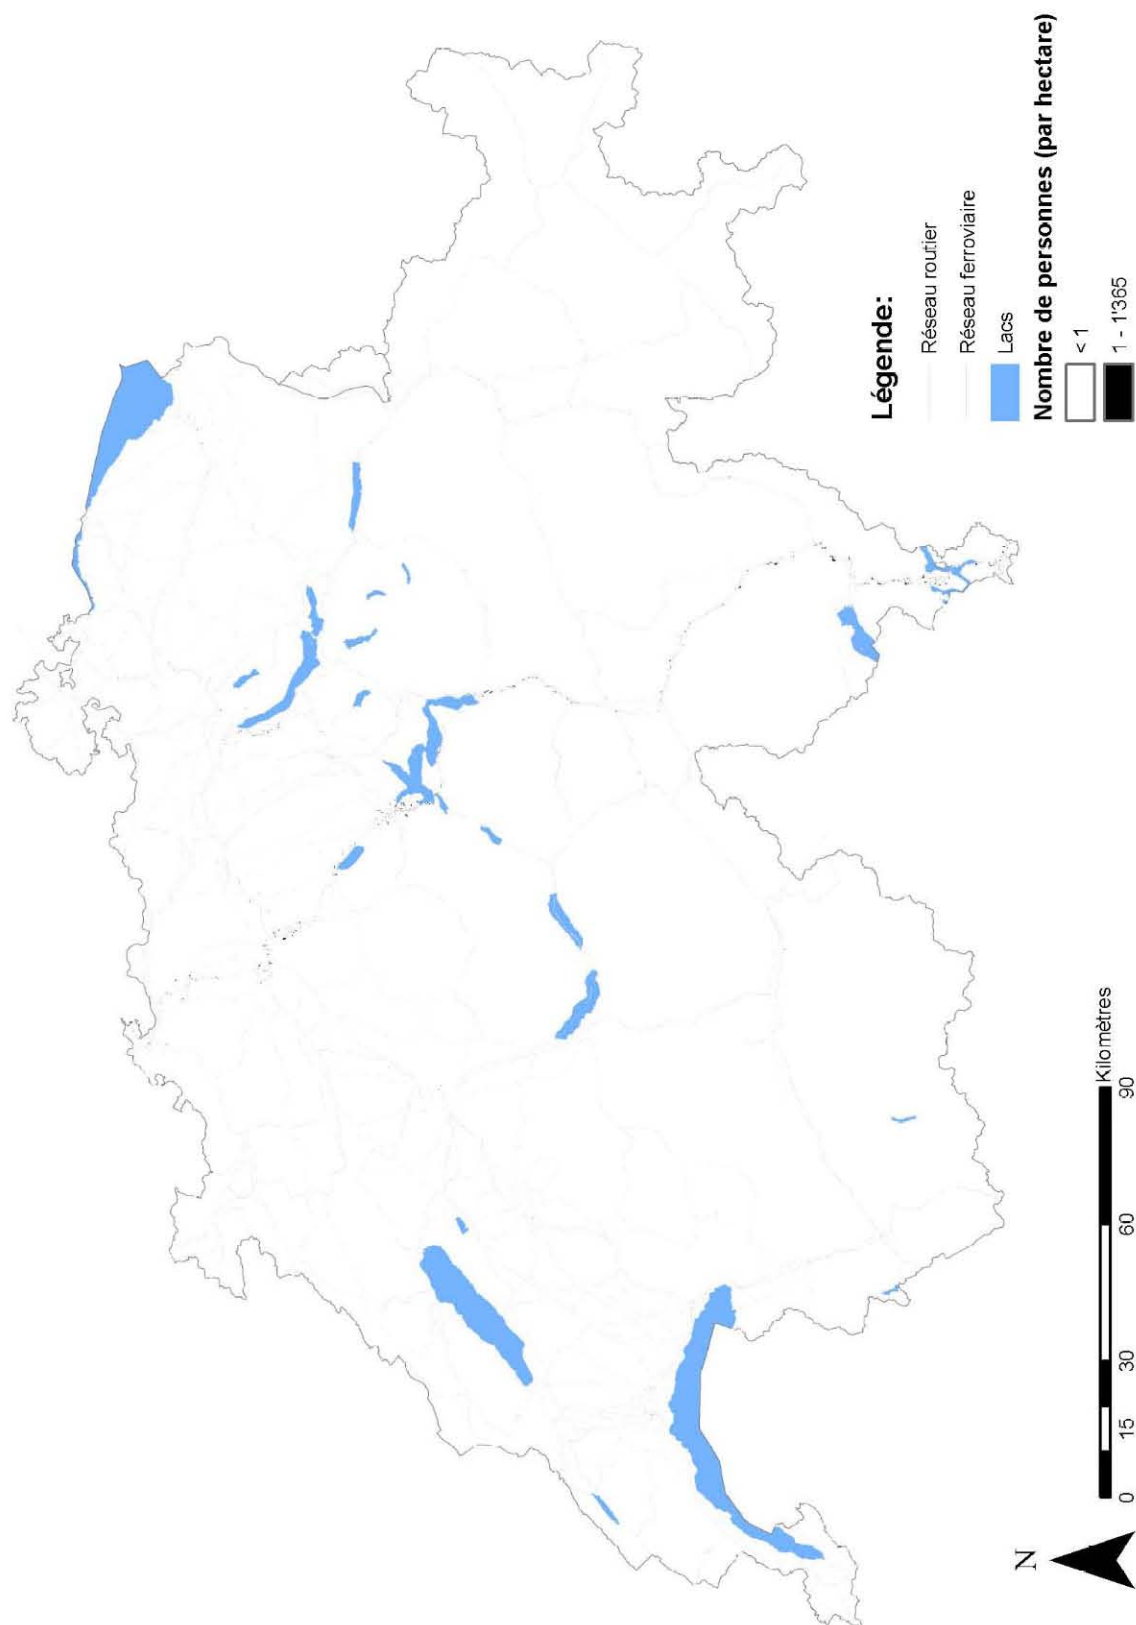 Légende:
Réseau routier
Réseau ferroviaire
Lacs
Nombre de personnes (par hectare)
< 1
1 - 1'365
N
Kilomètres
0 15 30 60 90